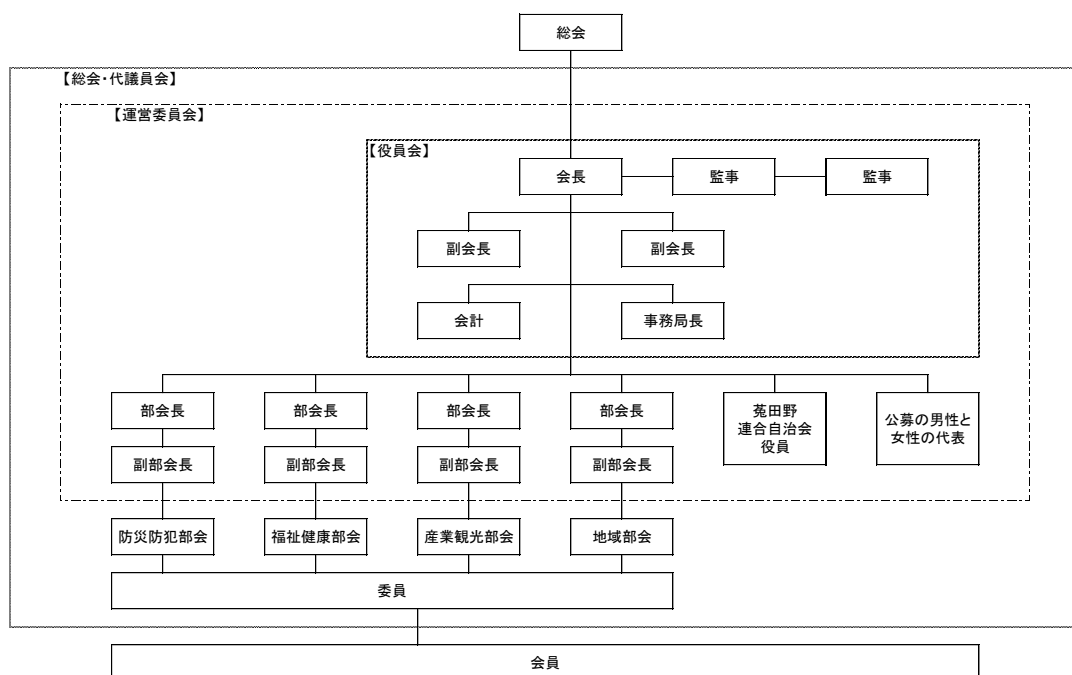 総会
【総会・代議員会】
【運営委員会】
【役員会】
会長
監事
監事
副会長
副会長
会計
事務局長
部会長
部会長
部会長
部会長
菟田野
連合自治会
役員
公募の男性と
女性の代表
副部会長
副部会長
副部会長
副部会長
防災防犯部会
福祉健康部会
産業観光部会
地域部会
委員
会員